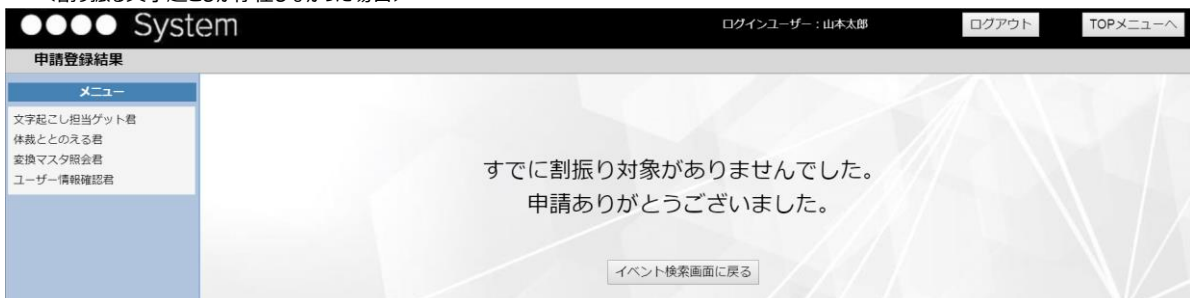 ●●●● System
ログインユーザー：山本太郎
ログアウト
TOPメニューへ
申請登録結果
メニュー
文字起こし担当ゲット君
体裁ととのえる君
変換マスタ照会君
ユーザー情報確認君
すでに割振り対象がありませんでした。
申請ありがとうございました。
イベント検索画面に戻る